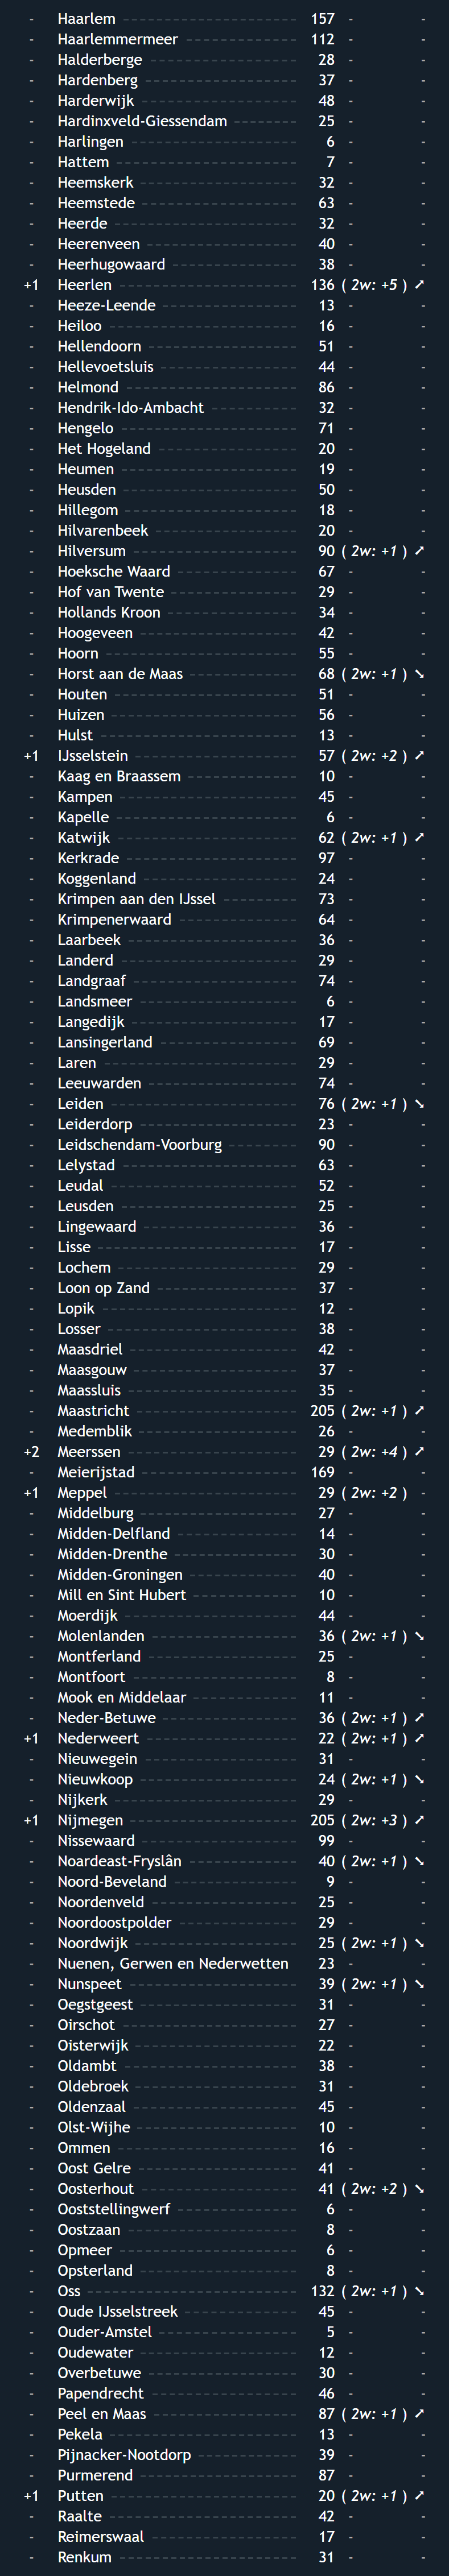 - Haarlem 157 - -
- Haarlemmermeer 112 - -
- Halderberge 28 - -
- Hardenberg 37 - -
- Harderwijk 48 - -
- Hardinxveld-Giessendam 25 - -
- Harlingen 6 - -
- Hattem 7 - -
- Heemskerk 32 - -
- Heemstede 63 - -
- Heerde 32 - -
- Heerenveen 40 - -
- Heerhugowaard 38 - -
+1 Heerlen 136 ( 2w: +5 ) ➚
- Heeze-Leende 13 - -
- Heiloo 16 - -
- Hellendoorn 51 - -
- Hellevoetsluis 44 - -
- Helmond 86 - -
- Hendrik-Ido-Ambacht 32 - -
- Hengelo 71 - -
- Het Hogeland 20 - -
- Heumen 19 - -
- Heusden 50 - -
- Hillegom 18 - -
- Hilvarenbeek 20 - -
- Hilversum 90 ( 2w: +1 ) ➚
- Hoeksche Waard 67 - -
- Hof van Twente 29 - -
- Hollands Kroon 34 - -
- Hoogeveen 42 - -
- Hoorn 55 - -
- Horst aan de Maas 68 ( 2w: +1 ) ➘
- Houten 51 - -
- Huizen 56 - -
- Hulst 13 - -
+1 IJsselstein 57 ( 2w: +2 ) ➚
- Kaag en Braassem 10 - -
- Kampen 45 - -
- Kapelle 6 - -
- Katwijk 62 ( 2w: +1 ) ➚
- Kerkrade 97 - -
- Koggenland 24 - -
- Krimpen aan den IJssel 73 - -
- Krimpenerwaard 64 - -
- Laarbeek 36 - -
- Landerd 29 - -
- Landgraaf 74 - -
- Landsmeer 6 - -
- Langedijk 17 - -
- Lansingerland 69 - -
- Laren 29 - -
- Leeuwarden 74 - -
- Leiden 76 ( 2w: +1 ) ➘
- Leiderdorp 23 - -
- Leidschendam-Voorburg 90 - -
- Lelystad 63 - -
- Leudal 52 - -
- Leusden 25 - -
- Lingewaard 36 - -
- Lisse 17 - -
- Lochem 29 - -
- Loon op Zand 37 - -
- Lopik 12 - -
- Losser 38 - -
- Maasdriel 42 - -
- Maasgouw 37 - -
- Maassluis 35 - -
- Maastricht 205 ( 2w: +1 ) ➚
- Medemblik 26 - -
+2 Meerssen 29 ( 2w: +4 ) ➚
- Meierijstad 169 - -
+1 Meppel 29 ( 2w: +2 ) -
- Middelburg 27 - -
- Midden-Delfland 14 - -
- Midden-Drenthe 30 - -
- Midden-Groningen 40 - -
- Mill en Sint Hubert 10 - -
- Moerdijk 44 - -
- Molenlanden 36 ( 2w: +1 ) ➘
- Montferland 25 - -
- Montfoort 8 - -
- Mook en Middelaar 11 - -
- Neder-Betuwe 36 ( 2w: +1 ) ➚
+1 Nederweert 22 ( 2w: +1 ) ➚
- Nieuwegein 31 - -
- Nieuwkoop 24 ( 2w: +1 ) ➘
- Nijkerk 29 - -
+1 Nijmegen 205 ( 2w: +3 ) ➚
- Nissewaard 99 - -
- Noardeast-Fryslân 40 ( 2w: +1 ) ➘
- Noord-Beveland 9 - -
- Noordenveld 25 - -
- Noordoostpolder 29 - -
- Noordwijk 25 ( 2w: +1 ) ➘
- Nuenen, Gerwen en Nederwetten 23 - -
- Nunspeet 39 ( 2w: +1 ) ➘
- Oegstgeest 31 - -
- Oirschot 27 - -
- Oisterwijk 22 - -
- Oldambt 38 - -
- Oldebroek 31 - -
- Oldenzaal 45 - -
- Olst-Wijhe 10 - -
- Ommen 16 - -
- Oost Gelre 41 - -
- Oosterhout 41 ( 2w: +2 ) ➘
- Ooststellingwerf 6 - -
- Oostzaan 8 - -
- Opmeer 6 - -
- Opsterland 8 - -
- Oss 132 ( 2w: +1 ) ➘
- Oude IJsselstreek 45 - -
- Ouder-Amstel 5 - -
- Oudewater 12 - -
- Overbetuwe 30 - -
- Papendrecht 46 - -
- Peel en Maas 87 ( 2w: +1 ) ➚
- Pekela 13 - -
- Pijnacker-Nootdorp 39 - -
- Purmerend 87 - -
+1 Putten 20 ( 2w: +1 ) ➚
- Raalte 42 - -
- Reimerswaal 17 - -
- Renkum 31 - -